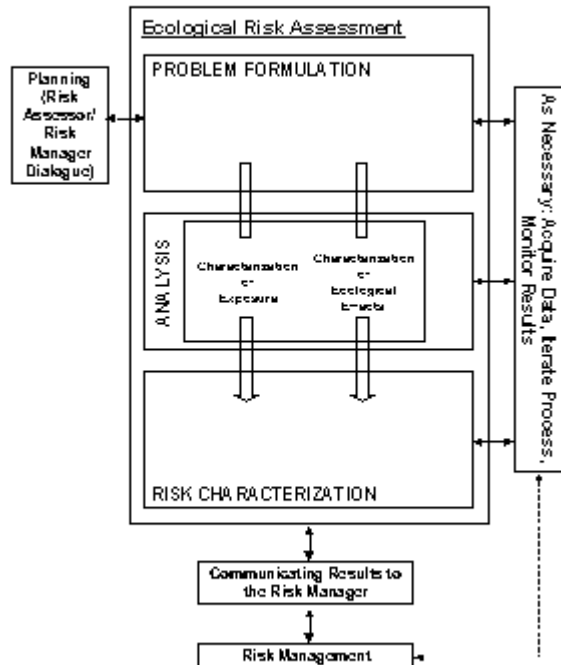 Ecological Risk Assessment
PROBLEM FORMULATION
Planning
(Risk
Assessor/
Risk
Manager
Dialogue)
As Necessary: Acquire Data, Iterate Process,
Monitor Results
ANALYSIS
Characterization
of
Exposure
Characterization
of
Ecological
Effects
RISK CHARACTERIZATION
Communicating Results to
the Risk Manager
Risk Management